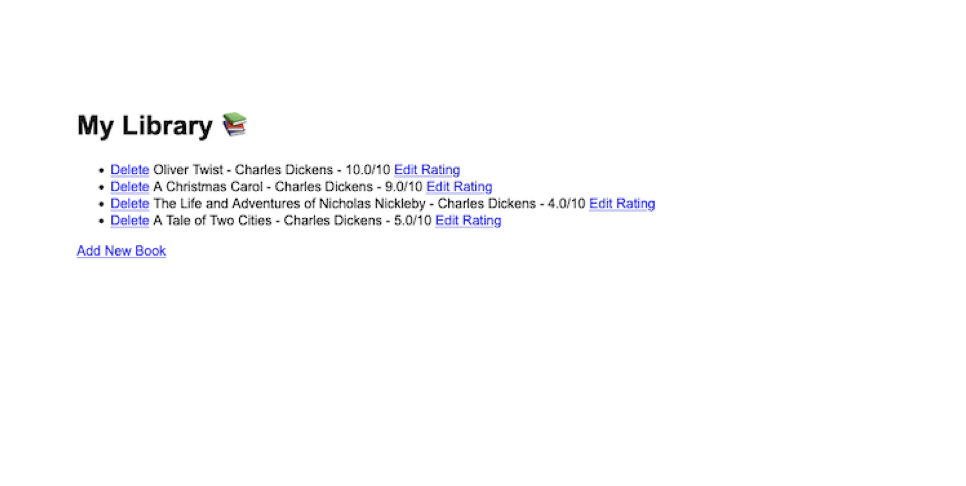 My Library 📚
• Delete Oliver Twist - Charles Dickens - 10.0/10 Edit Rating
• Delete A Christmas Carol - Charles Dickens - 9.0/10 Edit Rating
• Delete The Life and Adventures of Nicholas Nickleby - Charles Dickens - 4.0/10 Edit Rating
• Delete A Tale of Two Cities - Charles Dickens - 5.0/10 Edit Rating
Add New Book